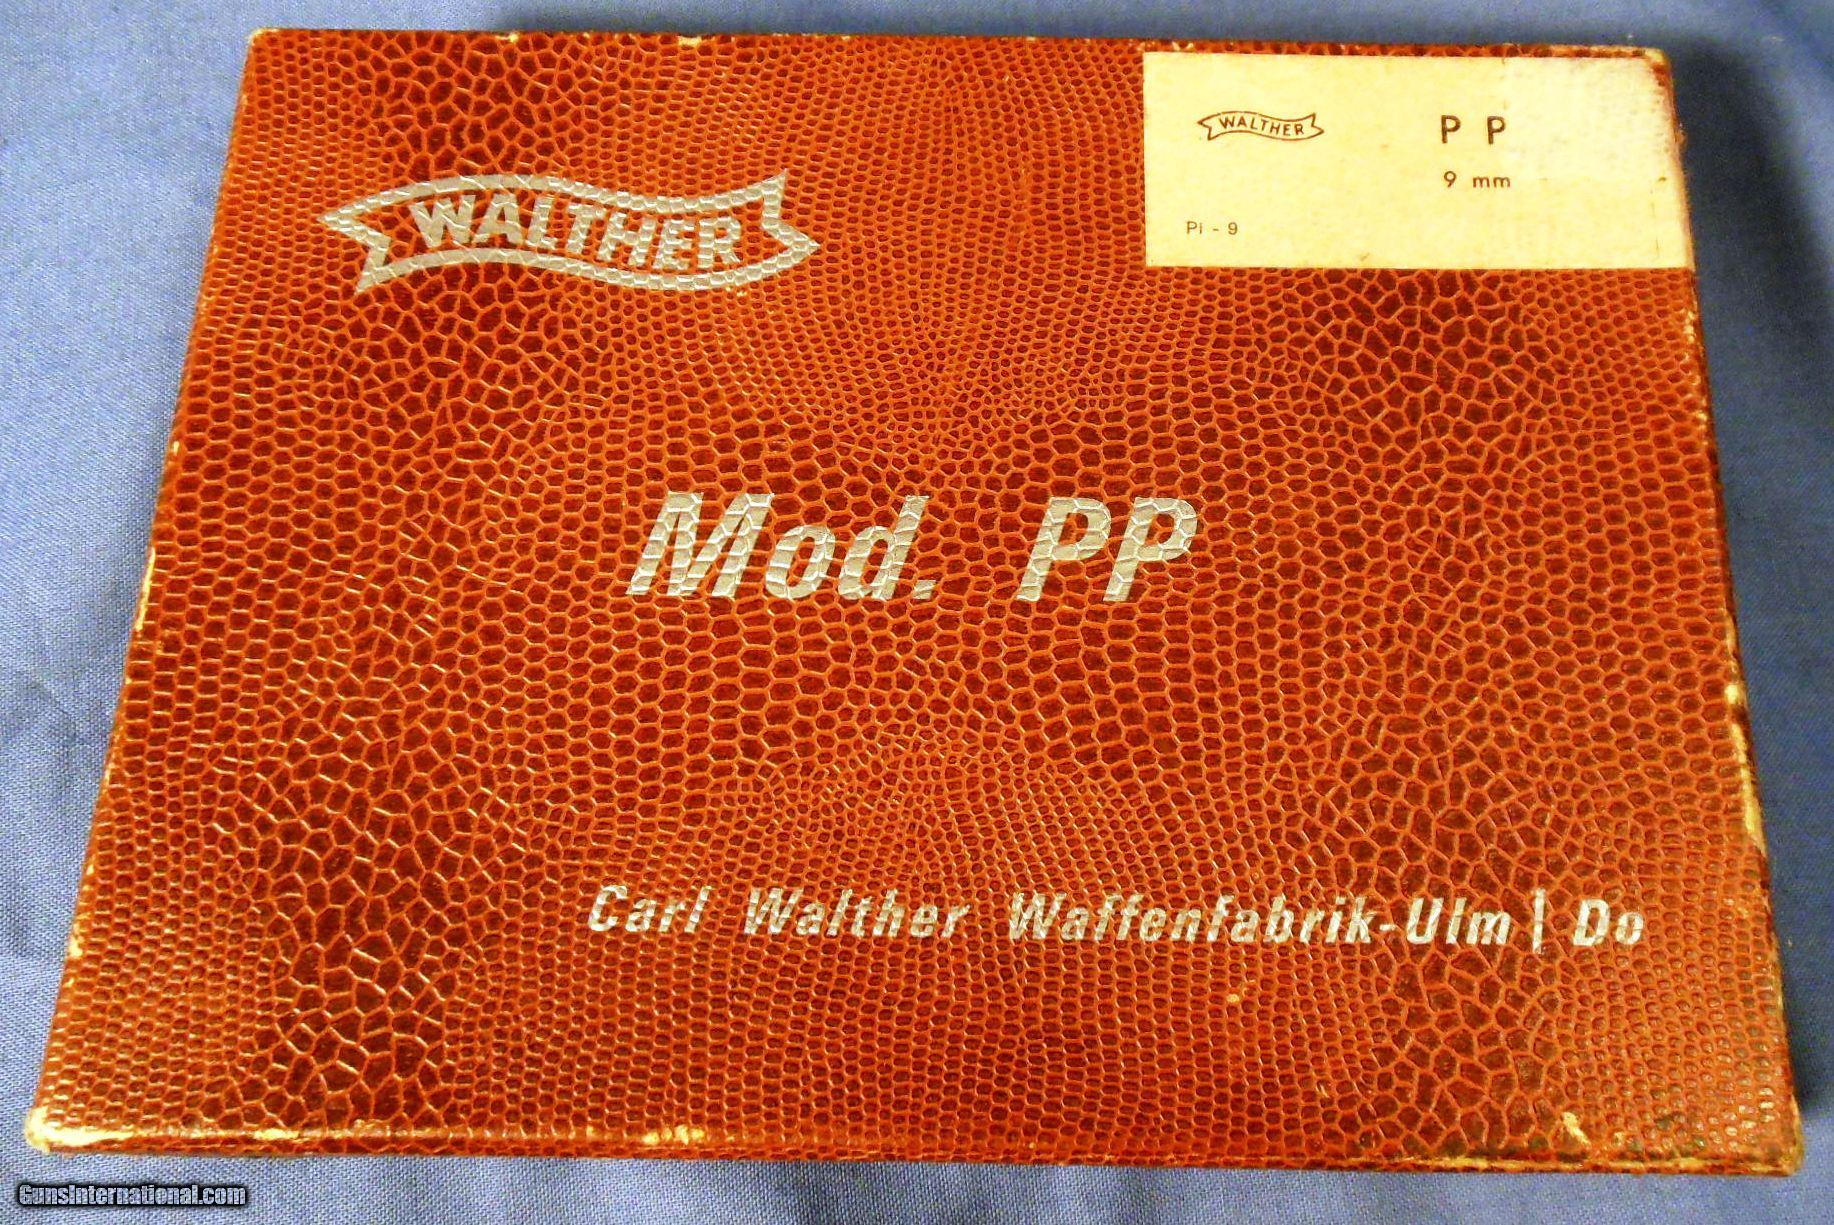 WALTHER
P P
9 mm
Pi - 9
WALTHER
Mod. PP
Carl Walther Waffenfabrik-Ulm | Do
GunsInternational.com